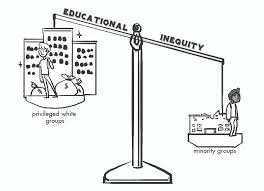 EDUCATIONAL INEQUITY
$
$
privileged white
groups
minority groups